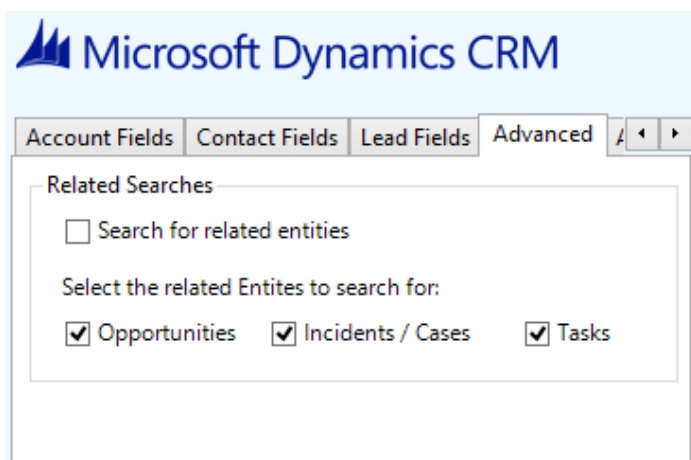 Microsoft Dynamics CRM
Account Fields Contact Fields Lead Fields Advanced
Related Searches
Search for related entities
Select the related Entites to search for:
Opportunities Incidents / Cases Tasks